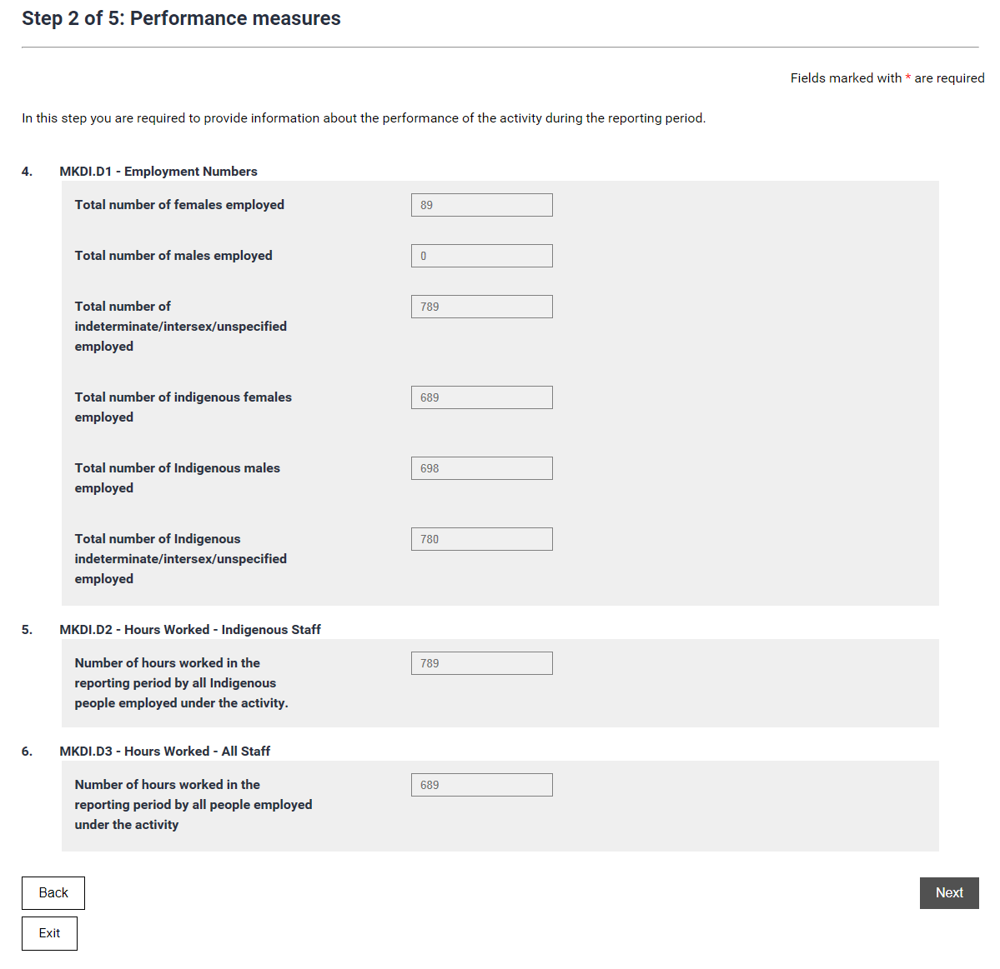 Step 2 of 5: Performance measures
Fields marked with * are required
In this step you are required to provide information about the performance of the activity during the reporting period.
4. MKDI.D1 - Employment Numbers
Total number of females employed 89
Total number of males employed 0
Total number of 789
indeterminate/intersex/unspecified
employed
Total number of indigenous females 689
employed
Total number of Indigenous males 698
employed
Total number of Indigenous 780
indeterminate/intersex/unspecified
employed
5. MKDI.D2 - Hours Worked - Indigenous Staff
Number of hours worked in the 789
reporting period by all Indigenous
people employed under the activity.
6. MKDI.D3 - Hours Worked - All Staff
Number of hours worked in the 689
reporting period by all people employed
under the activity
Back Next
Exit